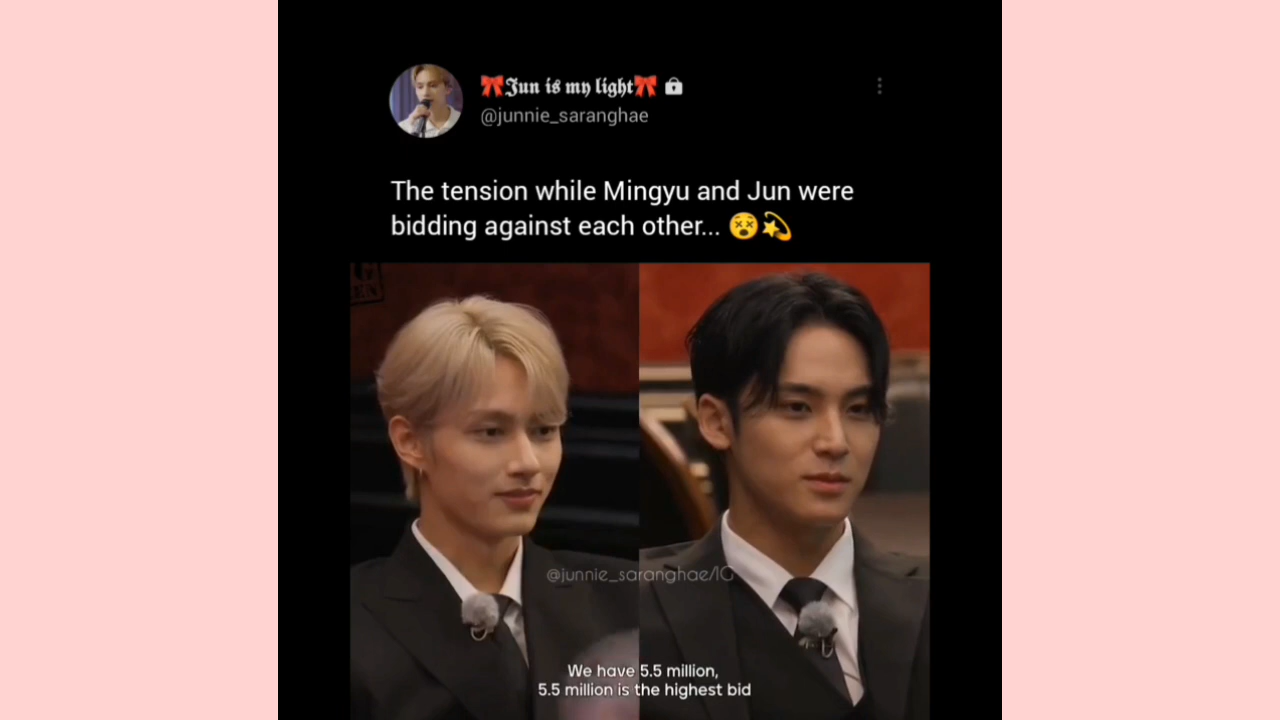 🎀𝕵𝖚𝖓 𝖎𝖘 𝖒𝖞 𝖑𝖎𝖌𝖍𝖙🎀
@junnie_saranghae
The tension while Mingyu and Jun were
bidding against each other... 😵💫
@junnie_saranghae/IG
We have 5.5 million,
5.5 million is the highest bid